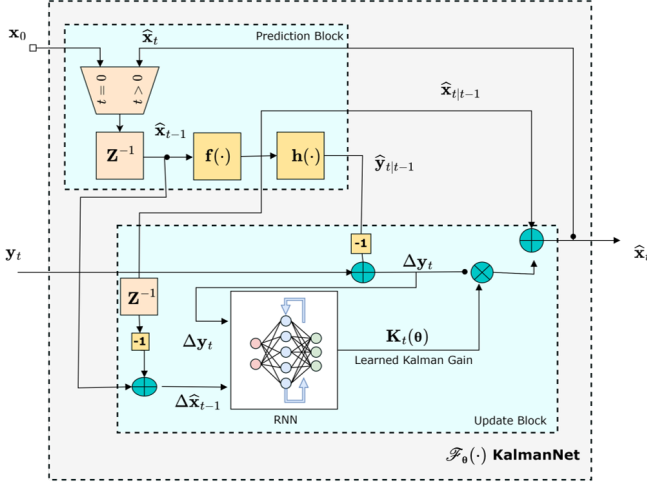 𝐱₀
x̂ₜ
Prediction Block
t = 0
t > 0
x̂ₜ₋₁
x̂ₜ|ₜ₋₁
Z⁻¹
f(·)
h(·)
ŷₜ|ₜ₋₁
-1
yₜ
Δyₜ
x̂ₜ
Z⁻¹
-1
Δyₜ
Kₜ(θ)
Learned Kalman Gain
Δx̂ₜ₋₁
RNN
Update Block
ℱ_θ(·) KalmanNet